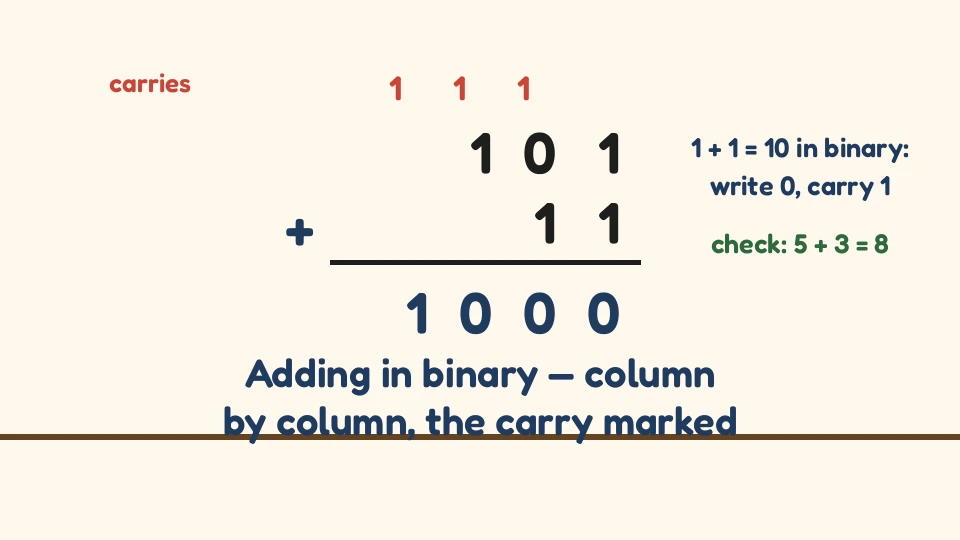 carries 1 1 1
1 0 1
+ 1 1
1 0 0 0
1 + 1 = 10 in binary:
write 0, carry 1
check: 5 + 3 = 8
Adding in binary — column
by column, the carry marked